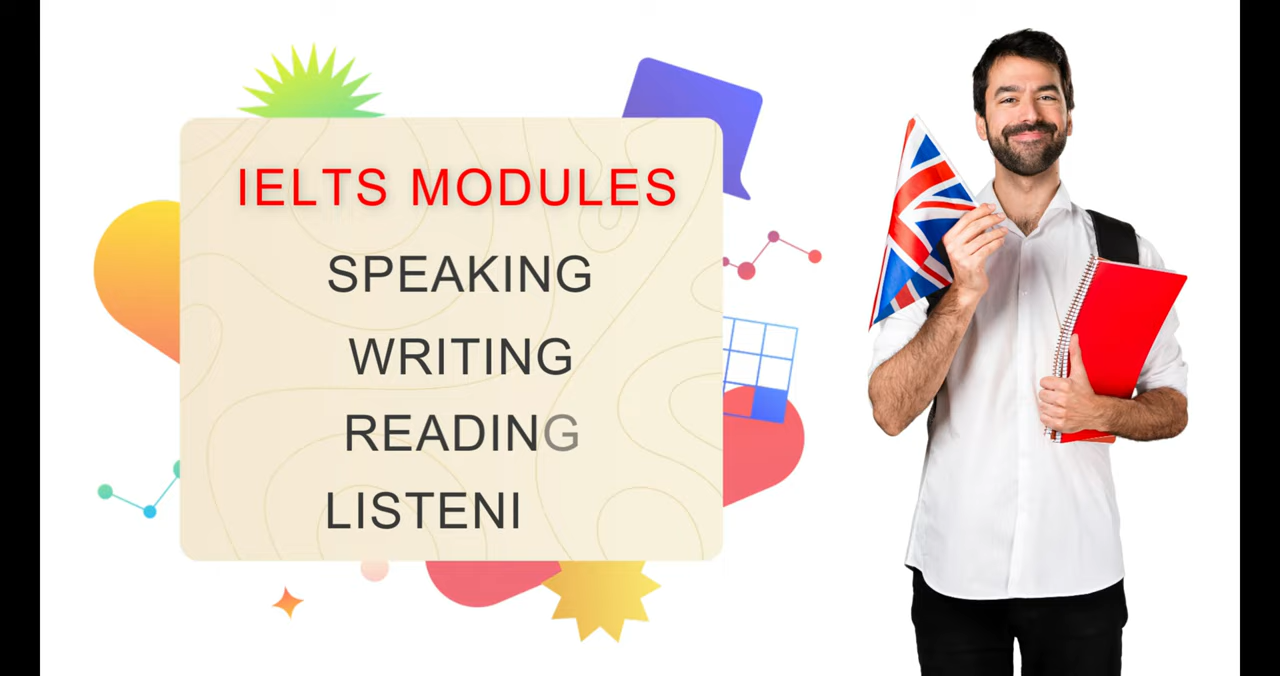 IELTS MODULES
SPEAKING
WRITING
READING
LISTENI